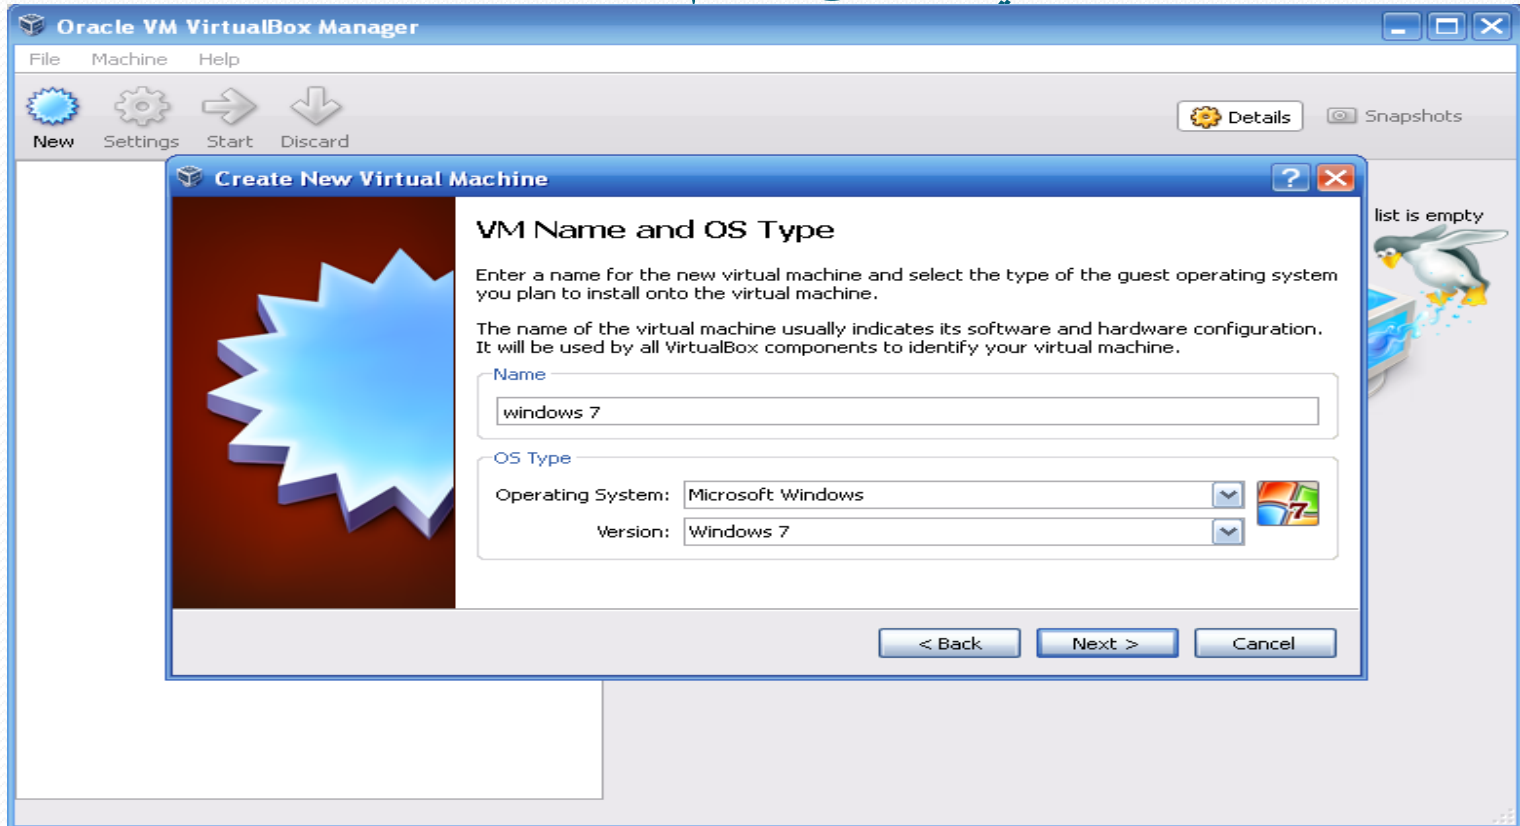 Oracle VM VirtualBox Manager
File Machine Help
New Settings Start Discard
Details Snapshots
Create New Virtual Machine
list is empty
VM Name and OS Type
Enter a name for the new virtual machine and select the type of the guest operating system
you plan to install onto the virtual machine.
The name of the virtual machine usually indicates its software and hardware configuration.
It will be used by all VirtualBox components to identify your virtual machine.
Name
windows 7
OS Type
Operating System: Microsoft Windows
7
Version: Windows 7
< Back Next > Cancel